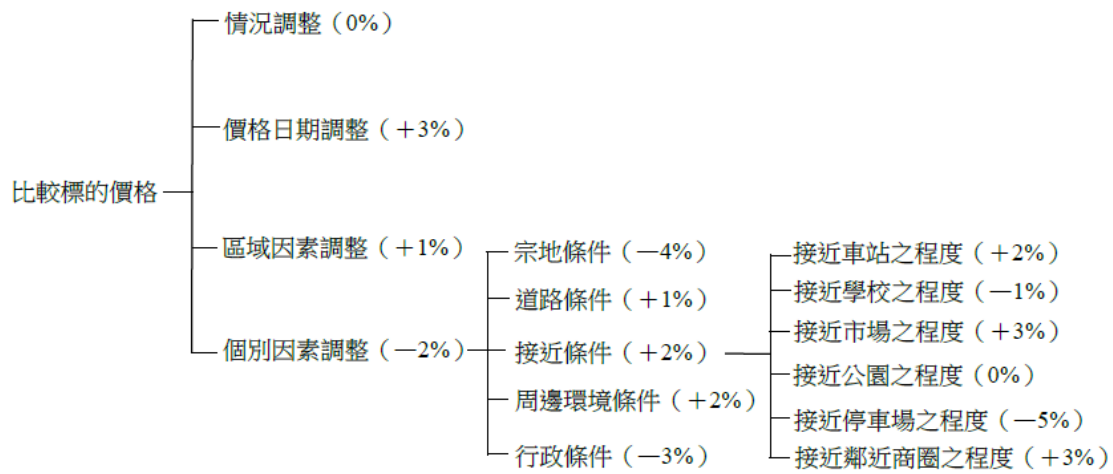 比較標的價格
情況調整（0%）
價格日期調整（＋3%）
區域因素調整（＋1%）
個別因素調整（—2%）
宗地條件（—4%）
道路條件（＋1%）
接近條件（＋2%）
周邊環境條件（＋2%）
行政條件（—3%）
接近車站之程度（＋2%）
接近學校之程度（—1%）
接近市場之程度（＋3%）
接近公園之程度（0%）
接近停車場之程度（—5%）
接近鄰近商圈之程度（＋3%）